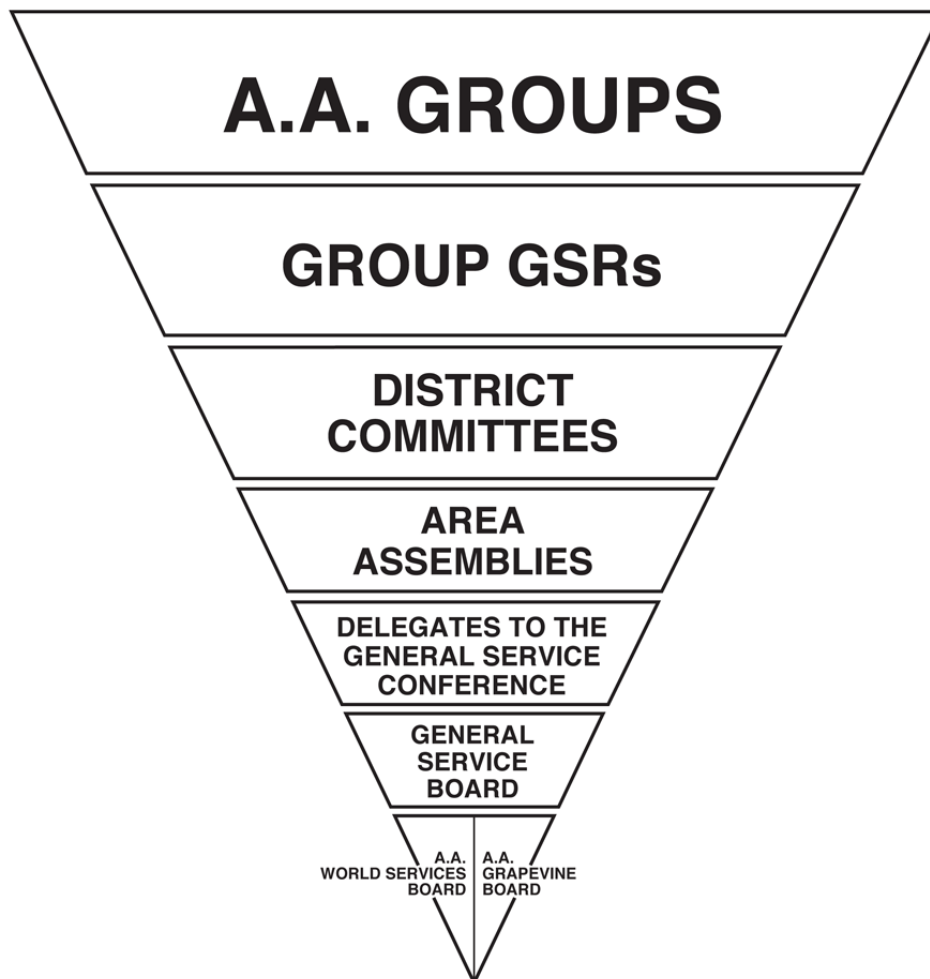 A.A. GROUPS
GROUP GSRs
DISTRICT
COMMITTEES
AREA
ASSEMBLIES
DELEGATES TO THE
GENERAL SERVICE
CONFERENCE
GENERAL
SERVICE
BOARD
A.A.
WORLD SERVICES
BOARD
A.A.
GRAPEVINE
BOARD